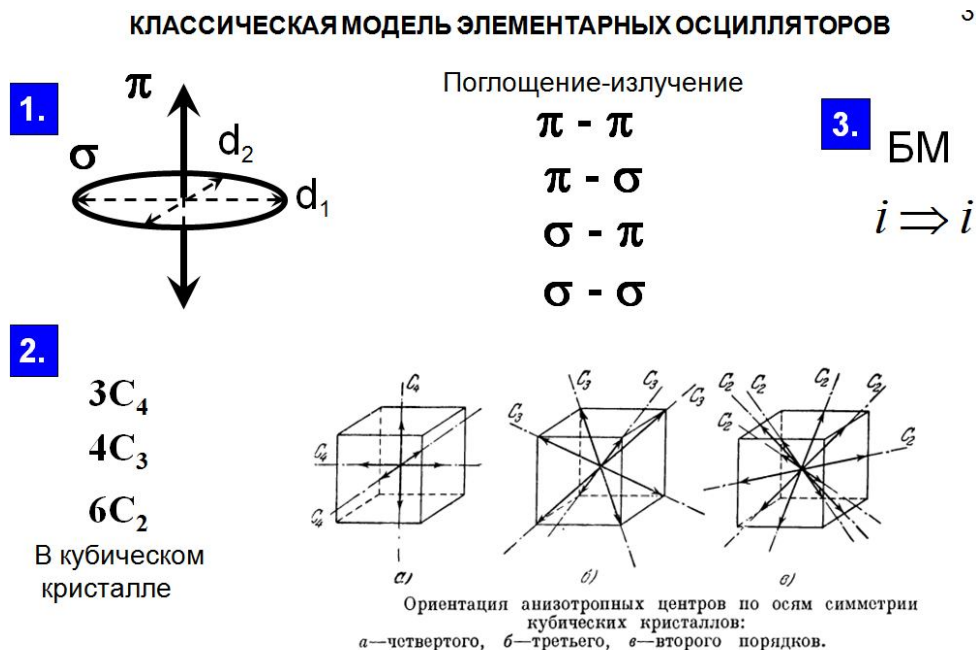 КЛАССИЧЕСКАЯ МОДЕЛЬ ЭЛЕМЕНТАРНЫХ ОСЦИЛЛЯТОРОВ
1.
π
σ
d₂
d₁
Поглощение-излучение
π - π
π - σ
σ - π
σ - σ
3.
БМ
i ⇒ i
2.
3C₄
4C₃
6C₂
В кубическом
кристалле
C₄
C₄
C₄
а)
C₃
C₃
C₃
C₃
б)
C₂
C₂
C₂
C₂
C₂
C₂
в)
Ориентация анизотропных центров по осям симметрии
кубических кристаллов:
а—четвертого, б—третьего, в—второго порядков.